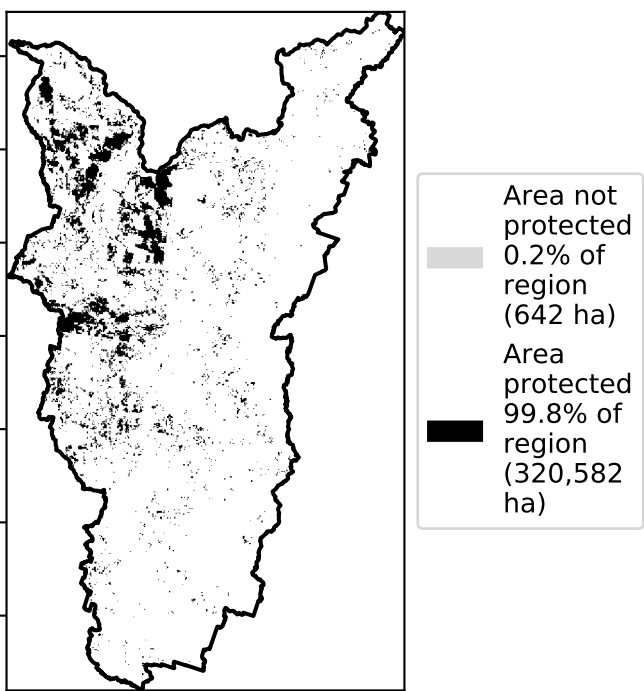 Area not
protected
0.2% of
region
(642 ha)
Area
protected
99.8% of
region
(320,582
ha)